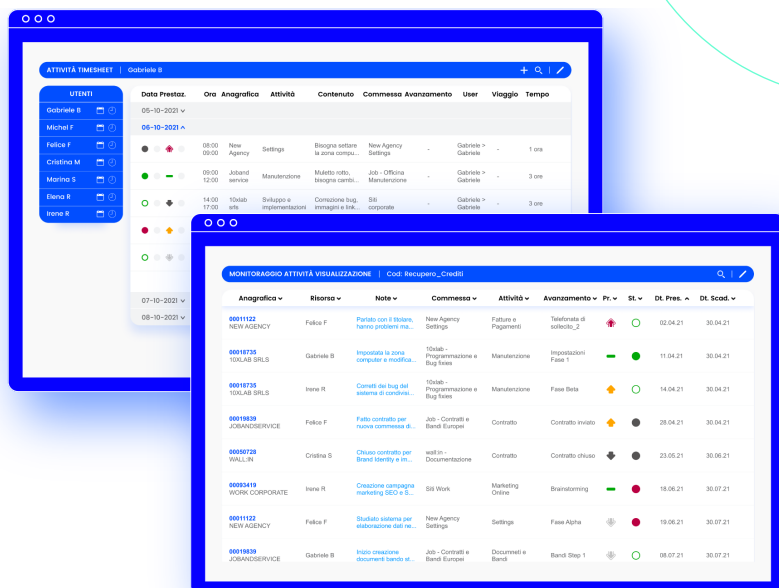 ATTIVITÀ TIMESHEET | Gabriele B
UTENTI
Gabriele B
Michel F
Felice F
Cristina M
Marina S
Elena R
Irene R
Data Prestaz. Ora Anagrafica Attività Contenuto Commessa Avanzamento User Viaggio Tempo
05-10-2021
06-10-2021
08:00 New Bisogna settare New Agency Gabriele >
09:00 Agency Settings la zona compu... Settings - Gabriele - 1 ora
09:00 Joband Muletto rotto, Job - Officina Gabriele >
12:00 service Manutenzione bisogna cambi... Manutenzione - Gabriele - 3 ore
14:00 10xlab Sviluppo e Correzione bug, Siti Gabriele >
17:00 srls implementazioni immagini e link... corporate - Gabriele - 3 ore
07-10-2021
08-10-2021
MONITORAGGIO ATTIVITÀ VISUALIZZAZIONE | Cod: Recupero_Crediti
Anagrafica Risorsa Note Commessa Attività Avanzamento Pr. St. Dt. Pres. Dt. Scad.
00011122 Parlato con il titolare, New Agency Fatture e Telefonata di
NEW AGENCY Felice F hanno problemi ma... Settings Pagamenti sollecito_2 02.04.21 30.04.21
00018735 Impostata la zona 10xlab - Impostazioni
10XLAB SRLS Gabriele B computer e modifica... Programmazione e Manutenzione Fase 1 11.04.21 30.04.21
Bug fixies
00018735 Corretti dei bug del 10xlab -
10XLAB SRLS Irene R sistema di condivisi... Programmazione e Manutenzione Fase Beta 14.04.21 30.04.21
Bug fixies
00019839 Fatto contratto per Job - Contratti e
JOBANDSERVICE Felice F nuova commessa di... Bandi Europei Contratto Contratto inviato 28.04.21 30.04.21
00050728 Chiuso contratto per wall:in -
WALL:IN Cristina S Brand Identity e im... Documentazione Contratto Contratto chiuso 23.05.21 30.06.21
00093419 Creazione campagna Marketing
WORK CORPORATE Irene R marketing SEO e S... Siti Work Online Brainstorming 18.06.21 30.07.21
00011122 Studiato sistema per New Agency
NEW AGENCY Felice F elaborazione dati ne... Settings Settings Fase Alpha 19.06.21 30.07.21
00019839 Inizio creazione Job - Contratti e Documneti e
JOBANDSERVICE Gabriele B documenti bando st... Bandi Europei Bandi Bandi Step 1 08.07.21 30.07.21